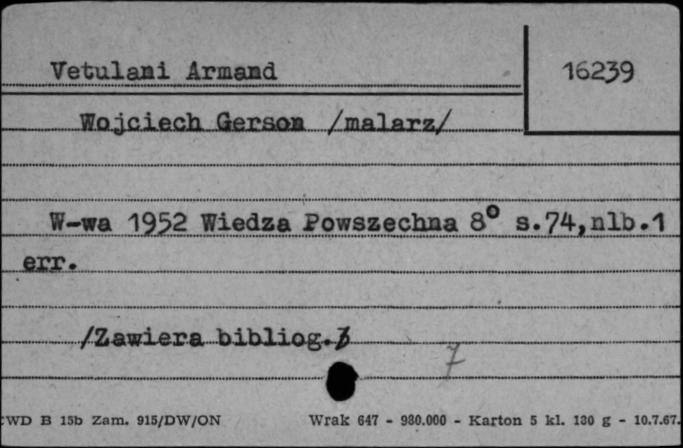 Vetulani Armand
16239
Wojciech Gerson /malarz/
W-wa 1952 Wiedza Powszechna 8° s.74,nlb.1
err.
/Zawiera bibliog./
7
WD B 15b Zam. 915/DW/ON Wrak 647 - 980.000 - Karton 5 kl. 180 g - 10.7.67.